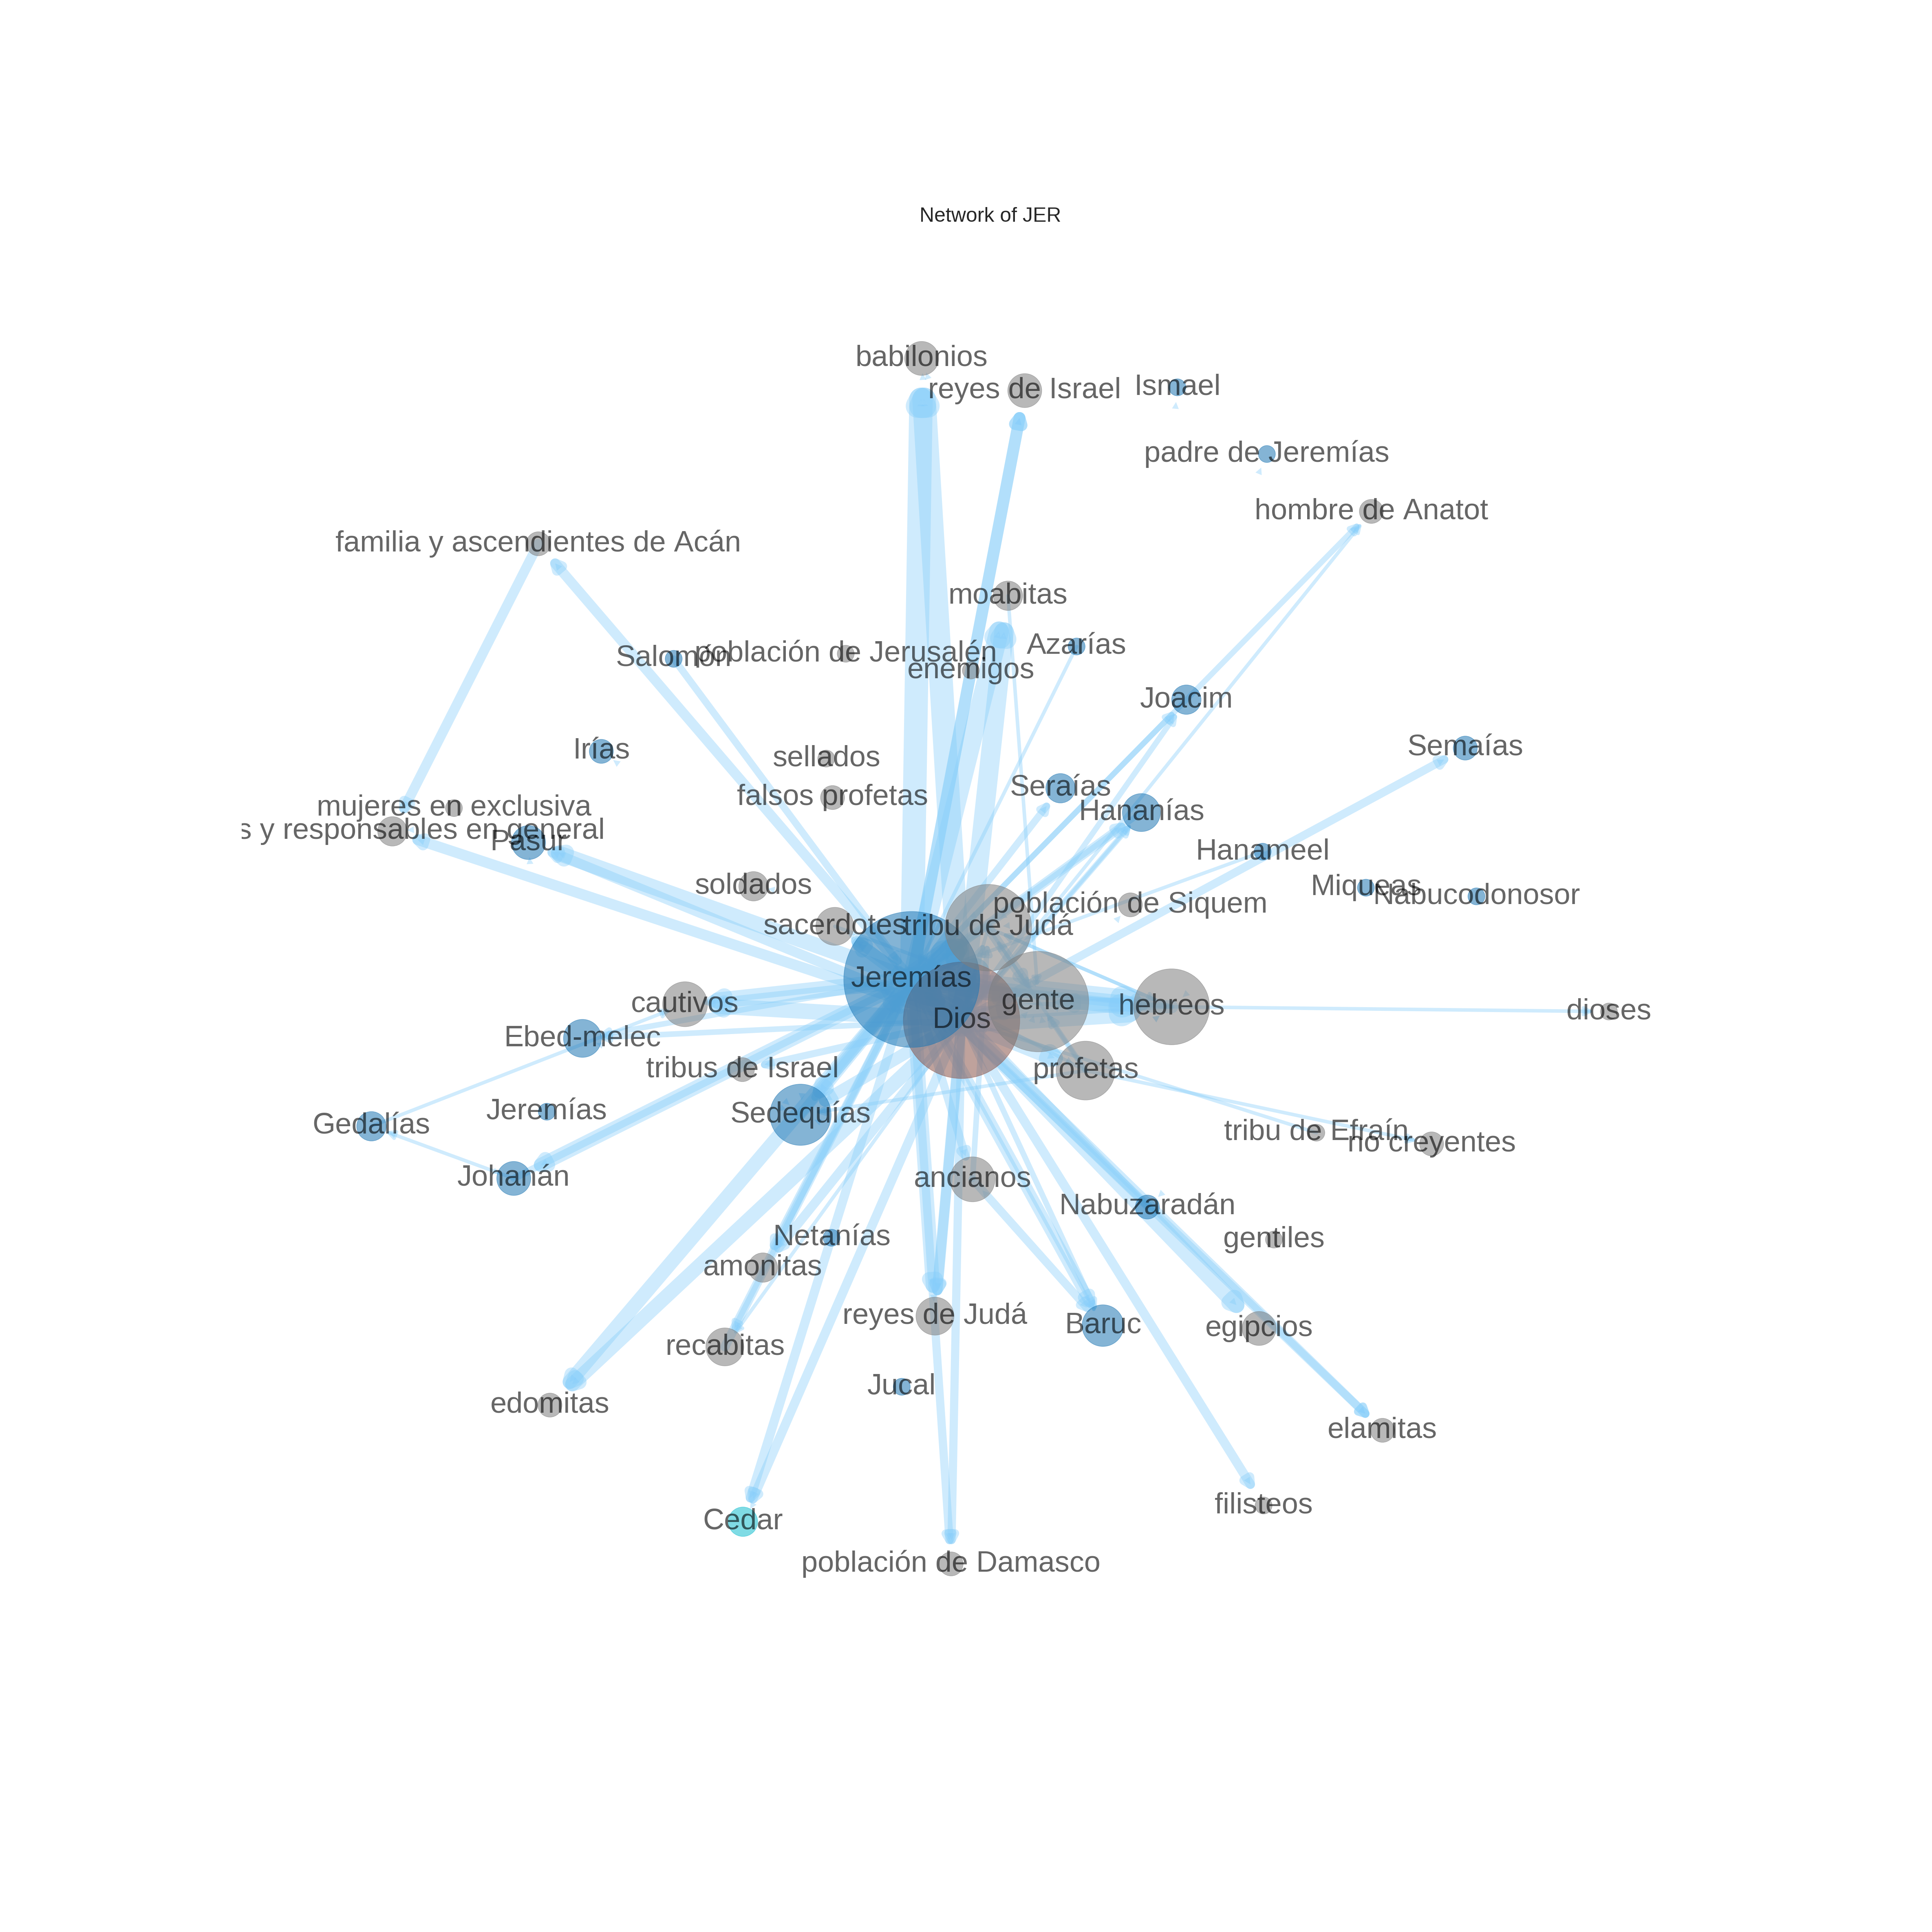 Network of JER
babilonios
reyes de Israel
Ismael
padre de Jeremías
hombre de Anatot
familia y ascendientes de Acán
moabitas
Azarías
Salomón
población de Jerusalén
enemigos
Joacim
Irías
sellados
Semaías
Seraías
falsos profetas
Hananías
mujeres en exclusiva
s y responsables en general
Pasur
Hanameel
soldados
Miqueas
Nabucodonosor
población de Siquem
sacerdotes
tribu de Judá
Jeremías
cautivos
gente
hebreos
dioses
Dios
Ebed-melec
tribus de Israel
profetas
Jeremías
Sedequías
Gedalías
tribu de Efraín
no creyentes
Johanán
ancianos
Nabuzaradán
Netanías
gentiles
amonitas
reyes de Judá
Baruc
egipcios
recabitas
Jucal
edomitas
elamitas
filisteos
Cedar
población de Damasco